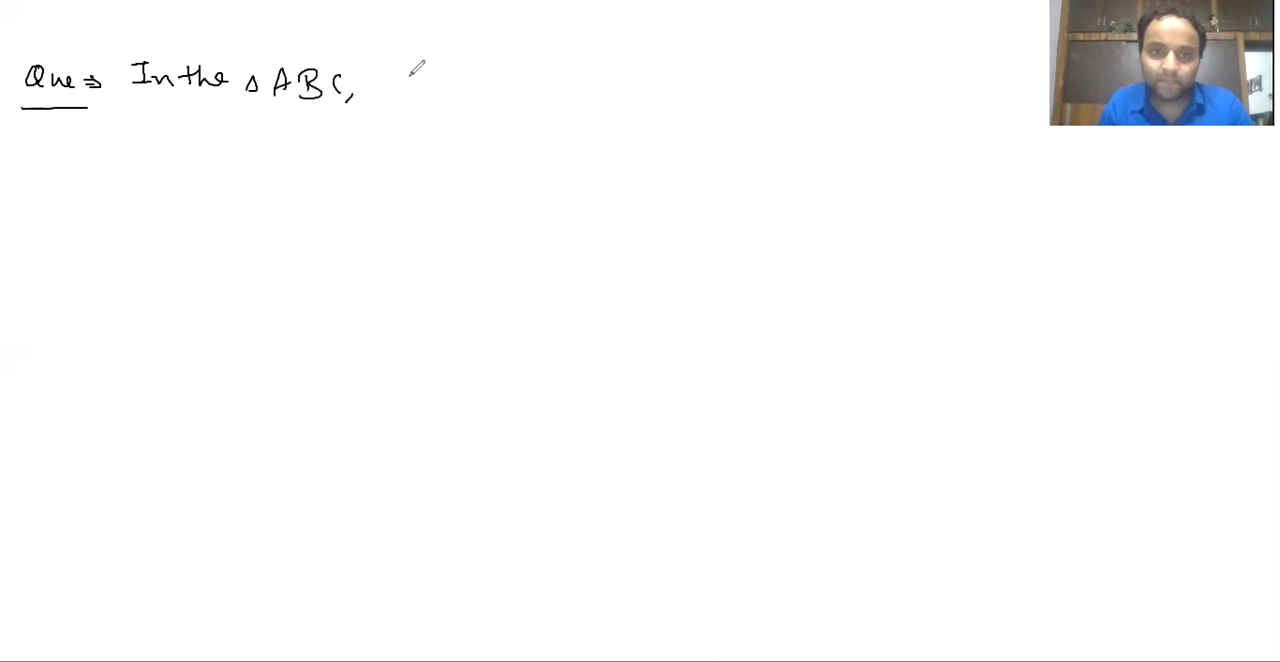 Que ⇒ In the △ ABC,